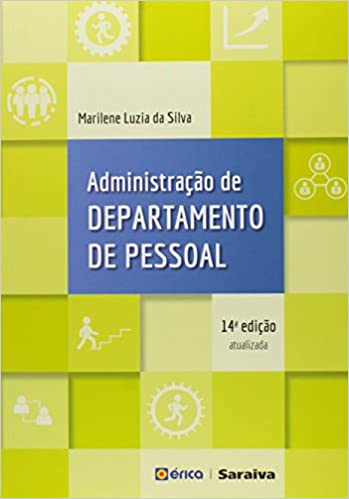 Marilene Luzia da Silva
Administração de
DEPARTAMENTO
DE PESSOAL
14ª edição
atualizada
érica | Saraiva